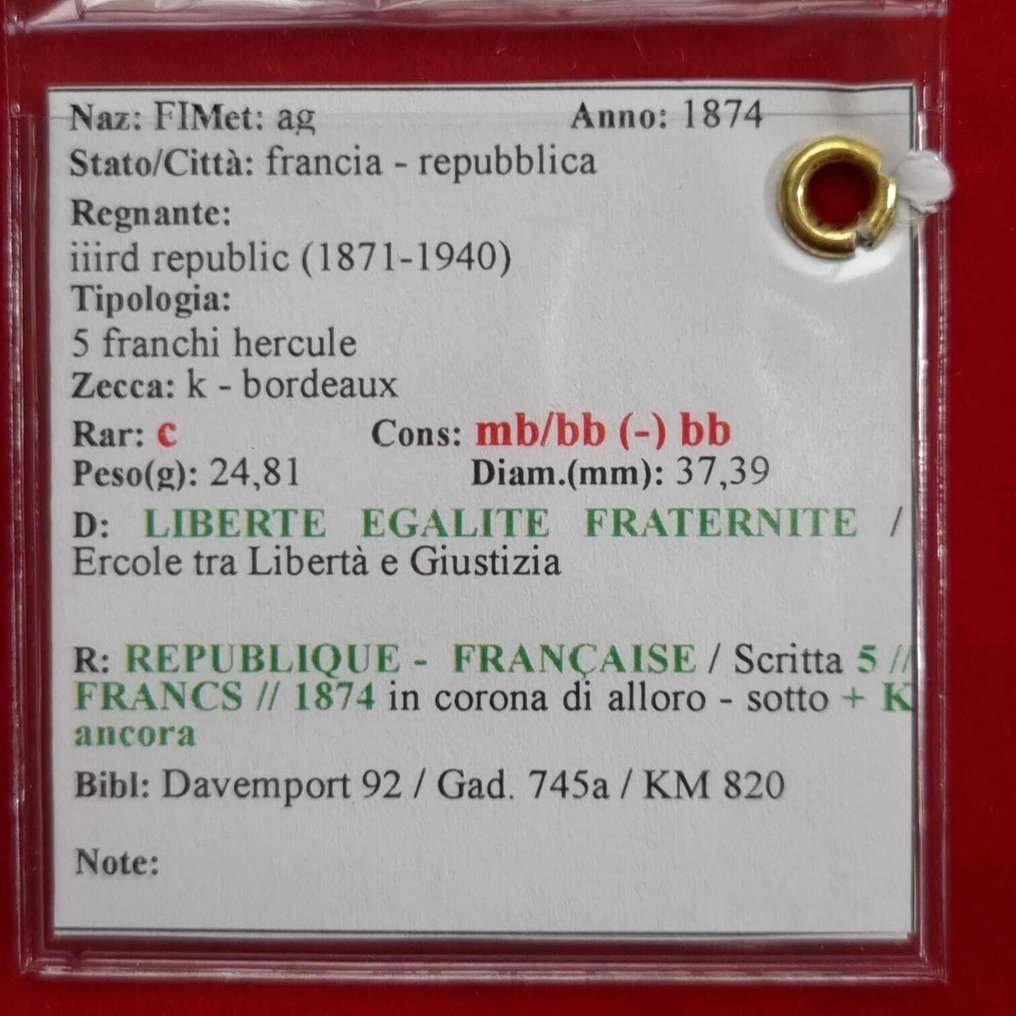 Naz: FIMet: ag Anno: 1874
Stato/Città: francia - repubblica
Regnante:
iiird republic (1871-1940)
Tipologia:
5 franchi hercule
Zecca: k - bordeaux
Rar: c Cons: mb/bb (-) bb
Peso(g): 24,81 Diam.(mm): 37,39
D: LIBERTE EGALITE FRATERNITE /
Ercole tra Libertà e Giustizia
R: REPUBLIQUE - FRANÇAISE / Scritta 5 //
FRANCS // 1874 in corona di alloro - sotto + K
ancora
Bibl: Davemport 92 / Gad. 745a / KM 820
Note: